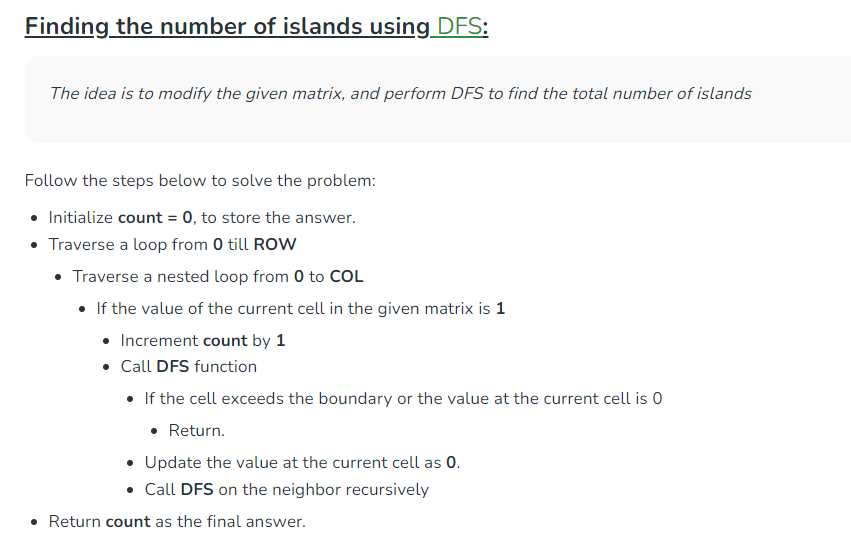 Finding the number of islands using DFS:
The idea is to modify the given matrix, and perform DFS to find the total number of islands
Follow the steps below to solve the problem:
• Initialize count = 0, to store the answer.
• Traverse a loop from 0 till ROW
• Traverse a nested loop from 0 to COL
• If the value of the current cell in the given matrix is 1
• Increment count by 1
• Call DFS function
• If the cell exceeds the boundary or the value at the current cell is 0
• Return.
• Update the value at the current cell as 0.
• Call DFS on the neighbor recursively
• Return count as the final answer.